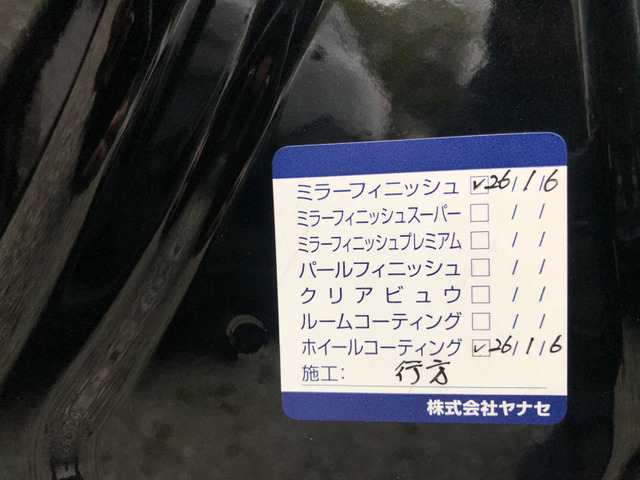 ミラーフィニッシュ ☑ 26/1/6
ミラーフィニッシュスーパー □ / /
ミラーフィニッシュプレミアム □ / /
パールフィニッシュ □ / /
クリアビュウ □ / /
ルームコーティング □ / /
ホイールコーティング ☑ 26/1/6
施工: 行方
株式会社ヤナセ